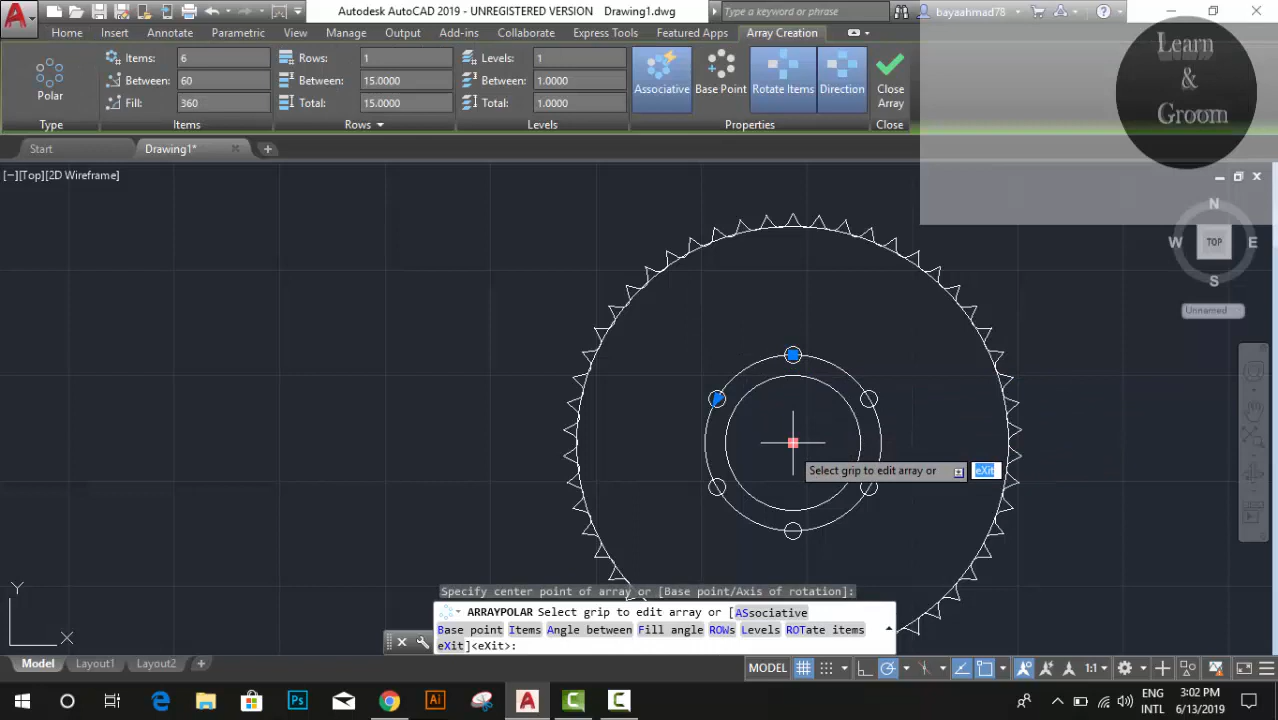 Autodesk AutoCAD 2019 - UNREGISTERED VERSION Drawing1.dwg
Type a keyword or phrase
bayaahmad78
Home Insert Annotate Parametric View Manage Output Add-ins Collaborate Express Tools Featured Apps Array Creation
Polar
Type
Items: 6
Between: 60
Fill: 360
Items
Rows: 1
Between: 15.0000
Total: 15.0000
Rows
Levels: 1
Between: 1.0000
Total: 1.0000
Levels
Associative
Base Point
Rotate Items
Direction
Properties
Close
Array
Close
Learn
&
Groom
Start
Drawing1*
[−][Top][2D Wireframe]
N
W TOP E
S
Unnamed
Select grip to edit array or eXit
Specify center point of array or [Base point/Axis of rotation]:
ARRAYPOLAR Select grip to edit array or [ASsociative
Base point Items Angle between Fill angle ROWs Levels ROTate items
eXit]<eXit>:
Y
X
Model Layout1 Layout2
MODEL
1:1
Ps
Ai
A
C
C
ENG
INTL
3:02 PM
6/13/2019